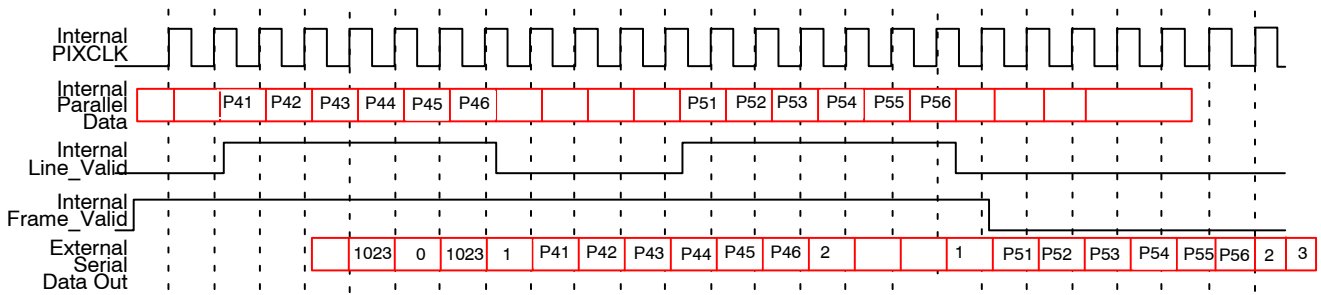 Internal
PIXCLK
Internal
Parallel
Data
P41 P42 P43 P44 P45 P46 P51 P52 P53 P54 P55 P56
Internal
Line_Valid
Internal
Frame_Valid
External
Serial
Data Out
1023 0 1023 1 P41 P42 P43 P44 P45 P46 2 1 P51 P52 P53 P54 P55 P56 2 3